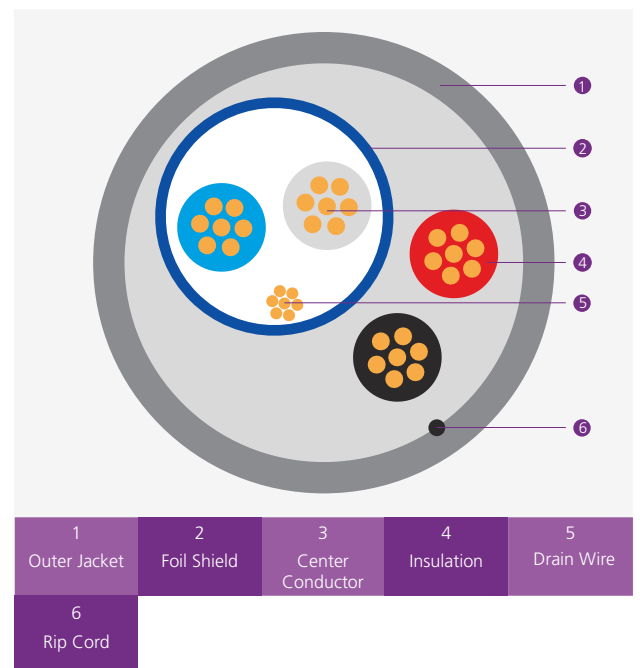 1
2
3
4
5
6
1
Outer Jacket
2
Foil Shield
3
Center
Conductor
4
Insulation
5
Drain Wire
6
Rip Cord